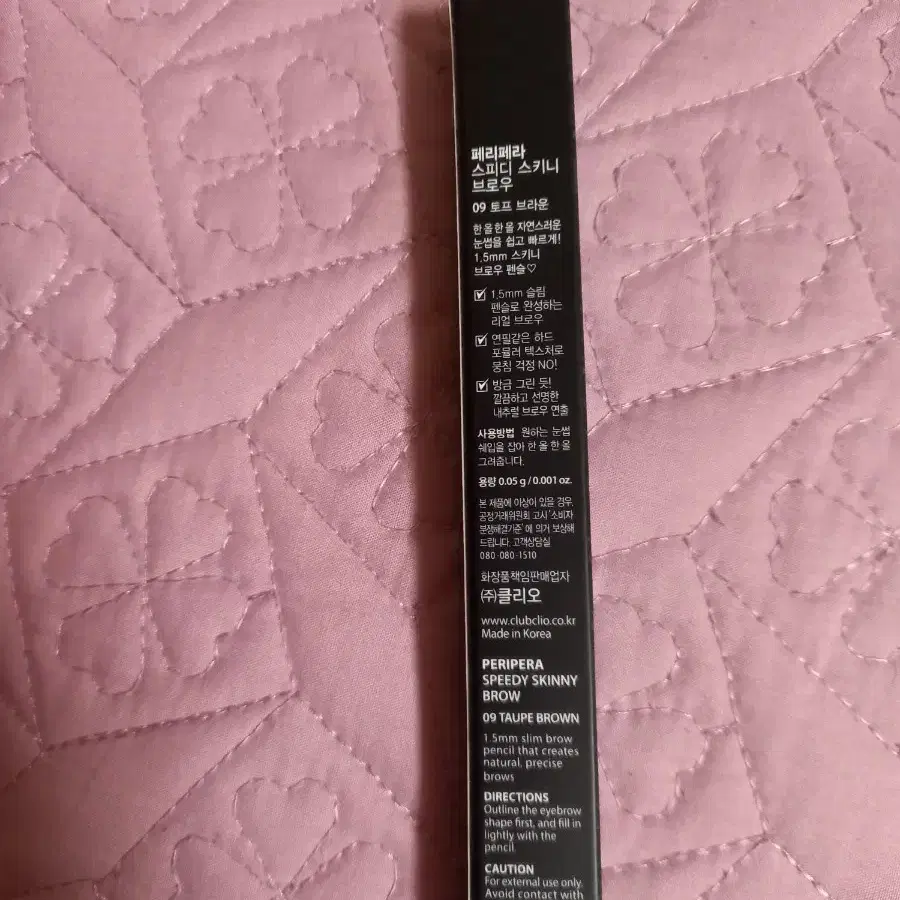 페리페라
스피디 스키니
브로우
09 토프 브라운
한 올 한 올 자연스러운
눈썹을 쉽고 빠르게!
1.5mm 스키니
브로우 펜슬♡
☑ 1.5mm 슬림
펜슬로 완성하는
리얼 브로우
☑ 연필같은 하드
포뮬러 텍스처로
뭉침 걱정 NO!
☑ 방금 그린 듯!
깔끔하고 선명한
내추럴 브로우 연출
사용방법 원하는 눈썹
쉐입을 잡아 한 올 한 올
그려줍니다.
용량 0.05 g / 0.001 oz.
본 제품에 이상이 있을 경우,
공정거래위원회 고시 '소비자
분쟁해결기준' 에 의거 보상해
드립니다. 고객상담실
080-080-1510
화장품책임판매업자
㈜클리오
www.clubclio.co.kr
Made in Korea
PERIPERA
SPEEDY SKINNY
BROW
09 TAUPE BROWN
1.5mm slim brow
pencil that creates
natural, precise
brows
DIRECTIONS
Outline the eyebrow
shape first, and fill in
lightly with the
pencil.
CAUTION
For external use only.
Avoid contact with